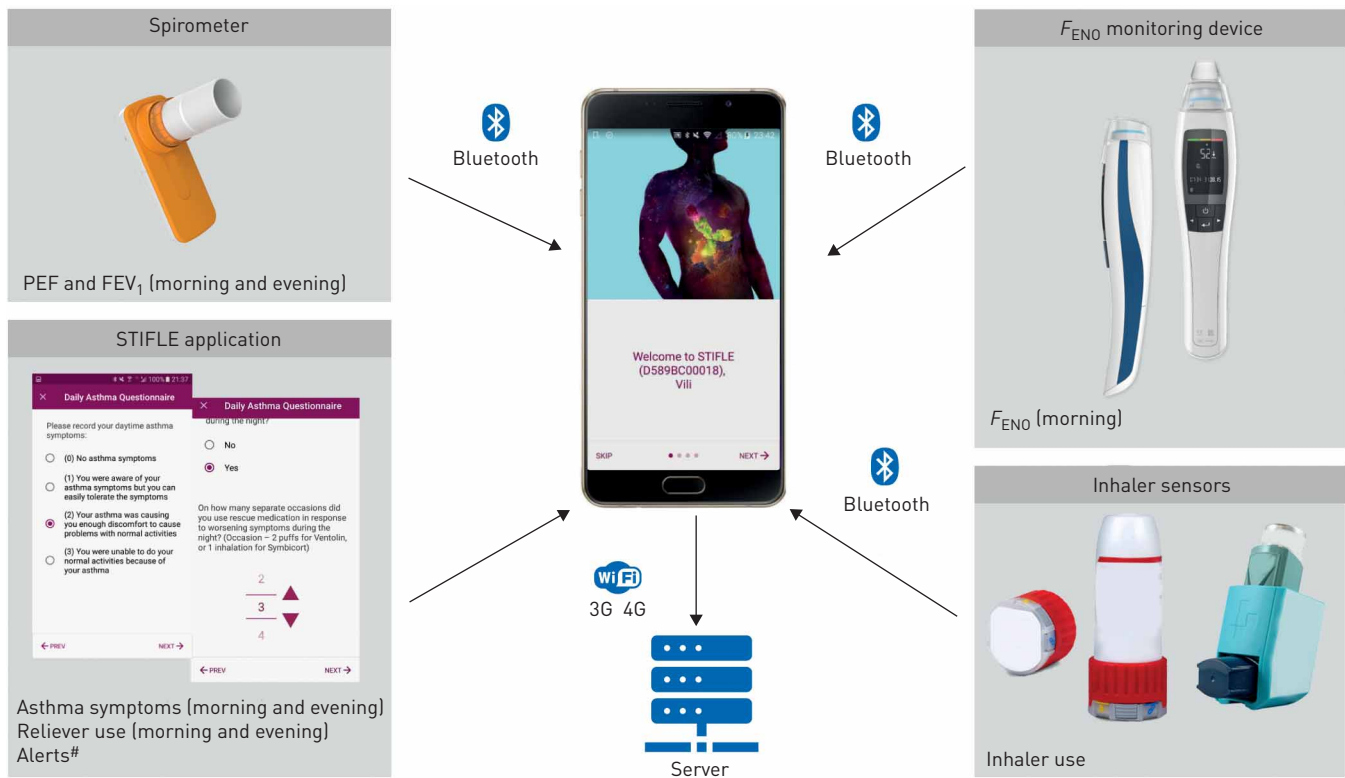 Spirometer
PEF and FEV1 (morning and evening)
Bluetooth
80% 23:42
Welcome to STIFLE
(D589BC00018),
Vili
SKIP
NEXT →
Bluetooth
FENO monitoring device
FENO (morning)
STIFLE application
100% 21:37
× Daily Asthma Questionnaire
Please record your daytime asthma
symptoms:
(0) No asthma symptoms
(1) You were aware of your
asthma symptoms but you can
easily tolerate the symptoms
(2) Your asthma was causing
you enough discomfort to cause
problems with normal activities
(3) You were unable to do your
normal activities because of
your asthma
← PREV NEXT →
× Daily Asthma Questionnaire
during the night?
No
Yes
On how many separate occasions did
you use rescue medication in response
to worsening symptoms during the
night? (Occasion – 2 puffs for Ventolin,
or 1 inhalation for Symbicort)
2
3
4
← PREV NEXT →
Asthma symptoms (morning and evening)
Reliever use (morning and evening)
Alerts#
Bluetooth
WiFi
3G 4G
Server
Inhaler sensors
Inhaler use